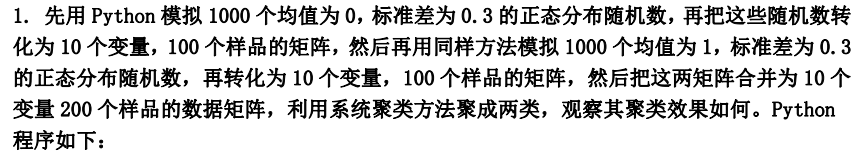 1. 先用 Python 模拟 1000 个均值为 0，标准差为 0.3 的正态分布随机数，再把这些随机数转
化为 10 个变量，100 个样品的矩阵，然后再用同样方法模拟 1000 个均值为 1，标准差为 0.3
的正态分布随机数，再转化为 10 个变量，100 个样品的矩阵，然后把这两矩阵合并为 10 个
变量 200 个样品的数据矩阵，利用系统聚类方法聚成两类，观察其聚类效果如何。Python
程序如下：